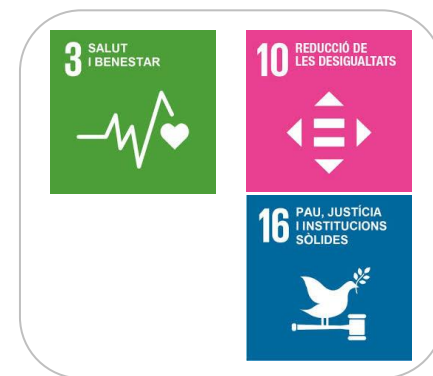 3 SALUT
I BENESTAR
10 REDUCCIÓ DE
LES DESIGUALTATS
16 PAU, JUSTÍCIA
I INSTITUCIONS
SÒLIDES